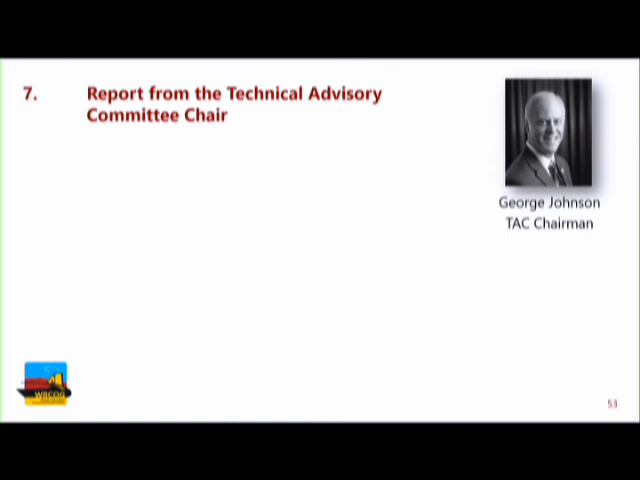 7. Report from the Technical Advisory
Committee Chair
George Johnson
TAC Chairman
WRCOG
53